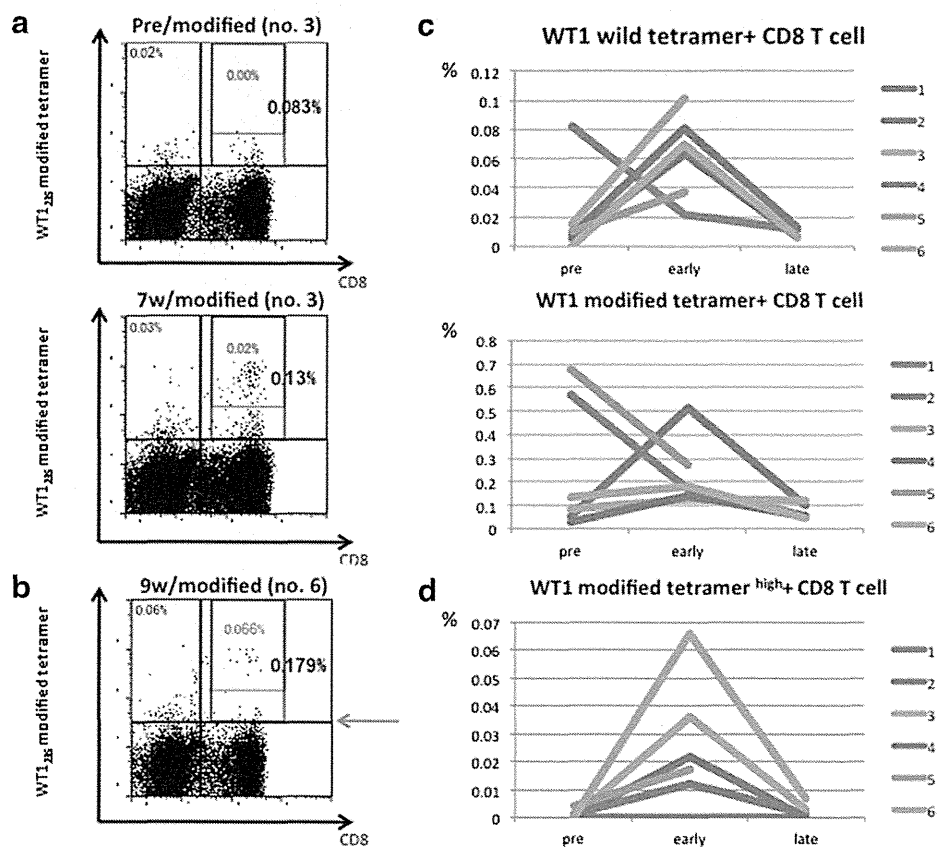 a
Pre/modified (no. 3)
0.02%
0.00%
0.083%
WT1₂₃₅ modified tetramer
CD8
7w/modified (no. 3)
0.03%
0.02%
0.13%
WT1₂₃₅ modified tetramer
CD8
b
9w/modified (no. 6)
0.06%
0.066%
0.179%
WT1₂₃₅ modified tetramer
CD8
c
WT1 wild tetramer+ CD8 T cell
%
0.12
0.1
0.08
0.06
0.04
0.02
0
pre early late
1
2
3
4
5
6
WT1 modified tetramer+ CD8 T cell
%
0.8
0.7
0.6
0.5
0.4
0.3
0.2
0.1
0
pre early late
1
2
3
4
5
6
d
WT1 modified tetramer high+ CD8 T cell
%
0.07
0.06
0.05
0.04
0.03
0.02
0.01
0
pre early late
1
2
3
4
5
6